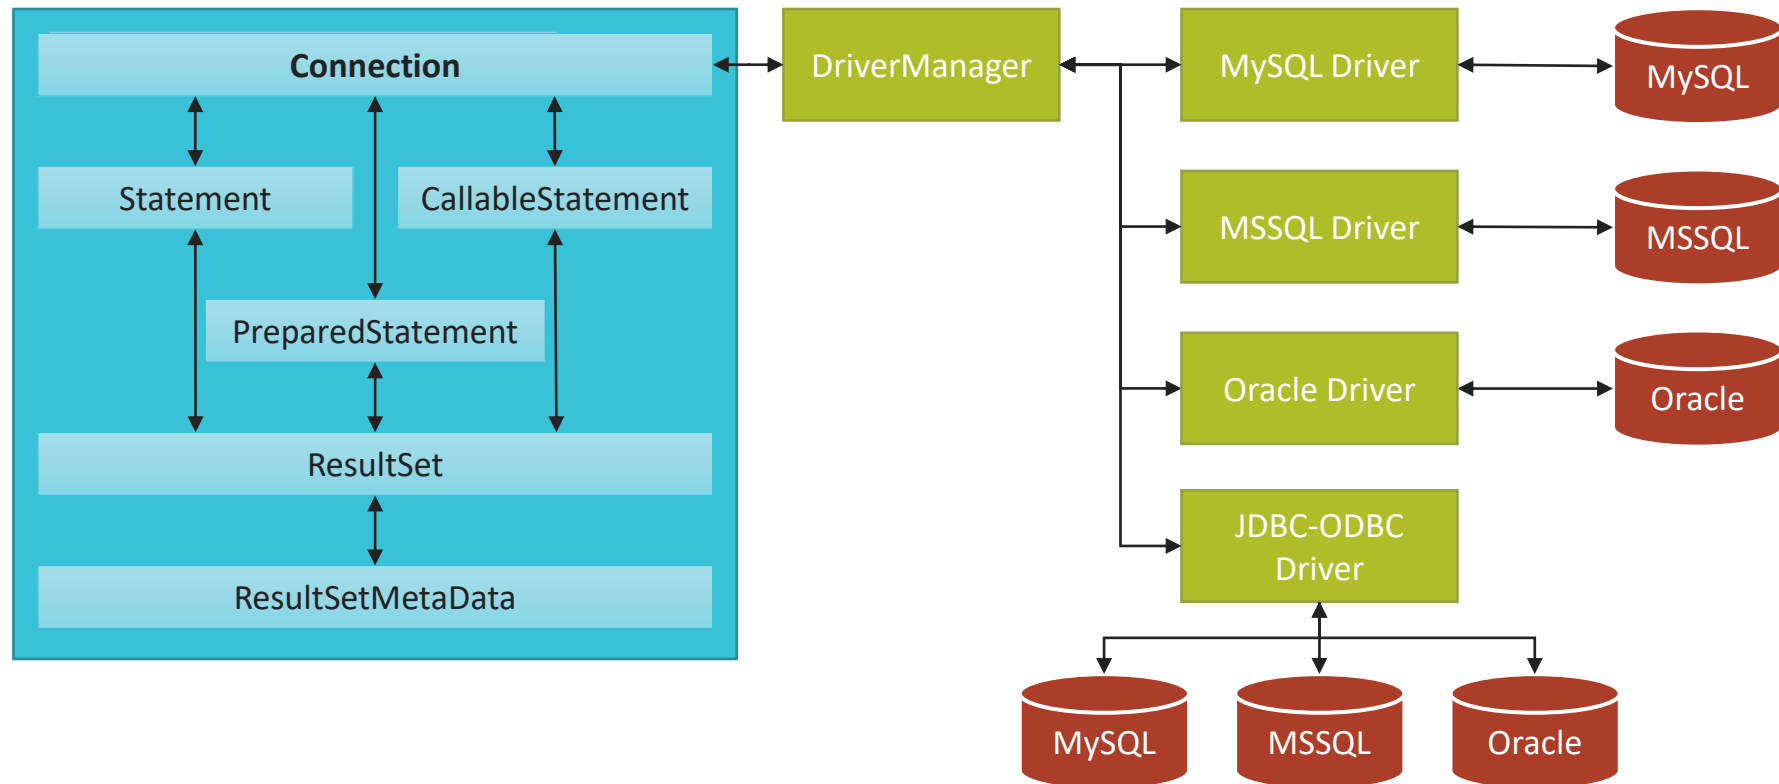 Connection
DriverManager
MySQL Driver
MySQL
Statement
CallableStatement
MSSQL Driver
MSSQL
PreparedStatement
Oracle Driver
Oracle
ResultSet
JDBC-ODBC
Driver
ResultSetMetaData
MySQL
MSSQL
Oracle